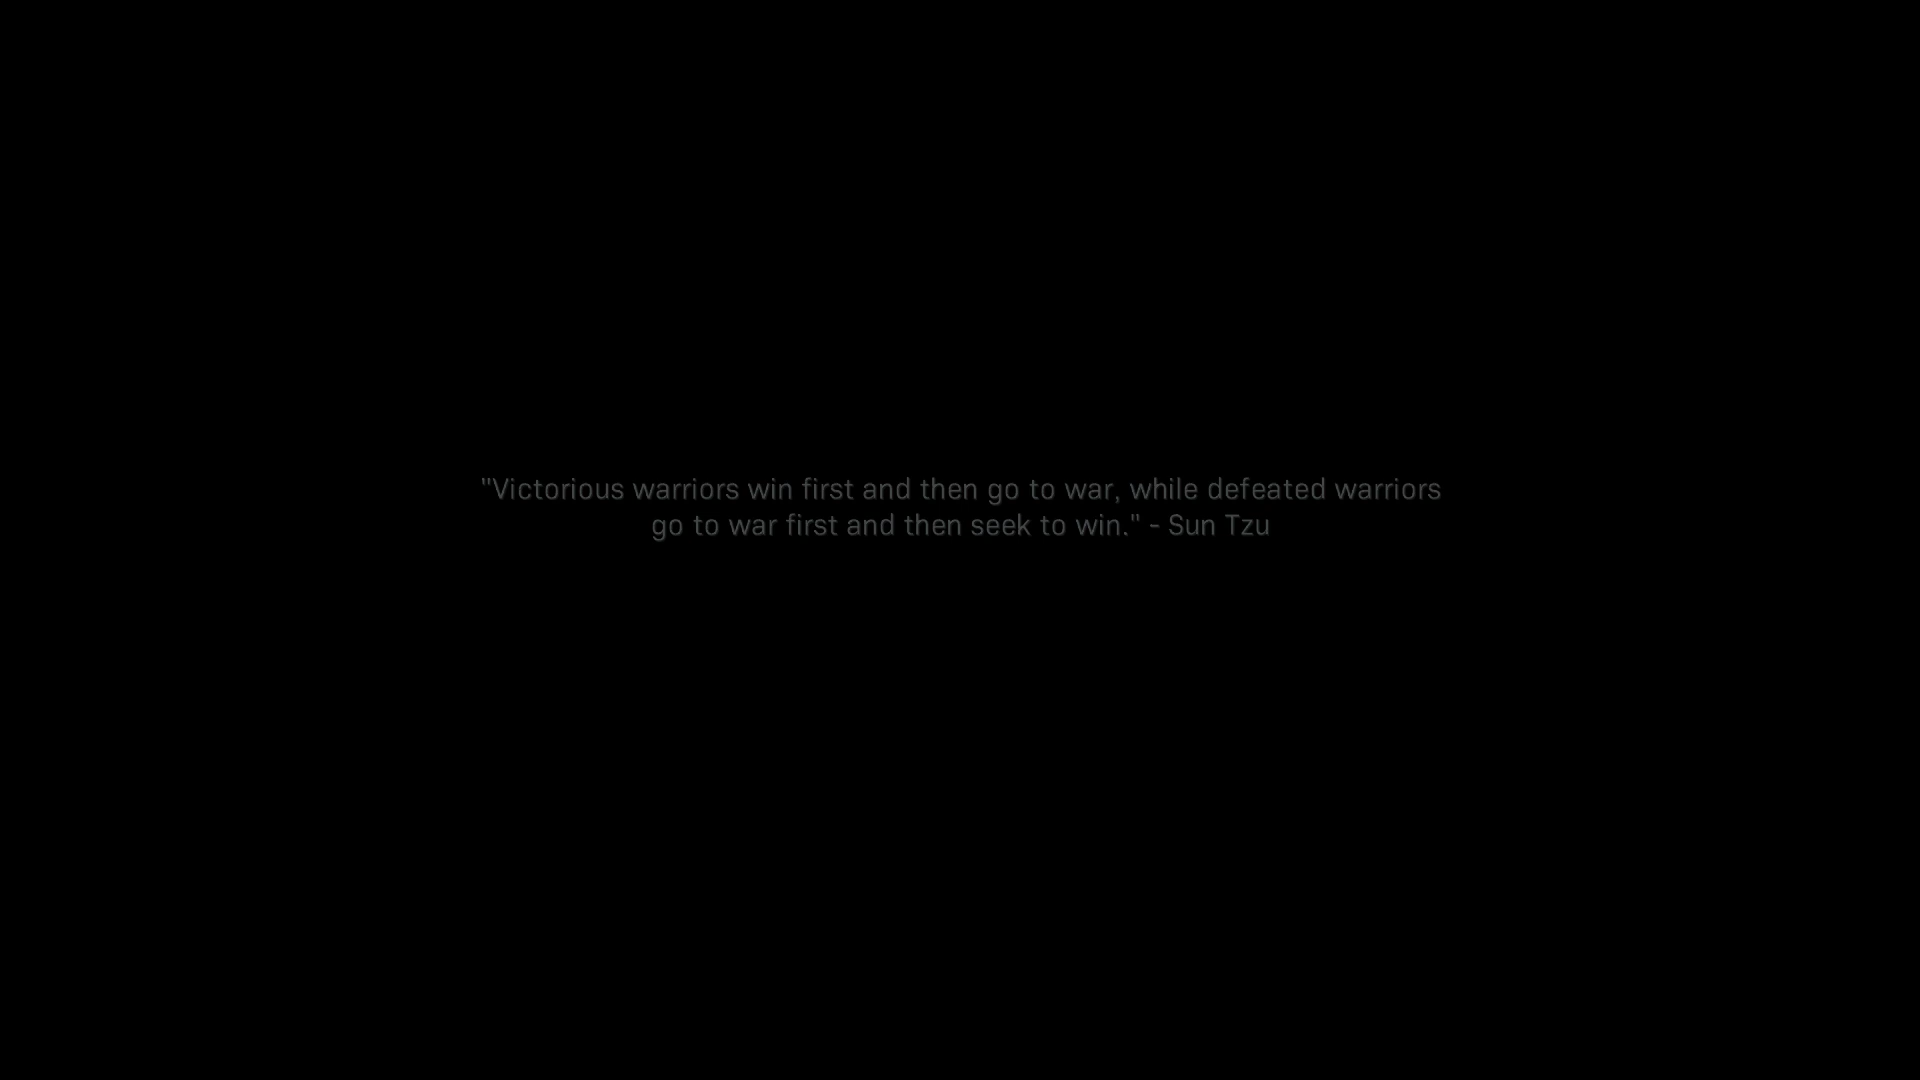 "Victorious warriors win first and then go to war, while defeated warriors
go to war first and then seek to win." - Sun Tzu